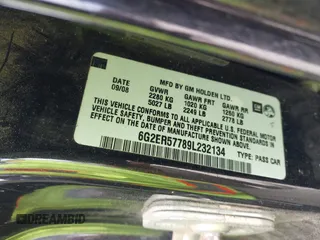 MFD BY GM HOLDEN LTD.
DATE GVWR GAWR FRT GAWR RR
09/08 2280 KG 1020 KG 1260 KG
5027 LB 2249 LB 2778 LB
THIS VEHICLE CONFORMS TO ALL APPLICABLE U.S. FEDERAL MOTOR
VEHICLE SAFETY, BUMPER, AND THEFT PREVENTION STANDARDS IN
EFFECT ON THE DATE OF MANUFACTURE SHOWN ABOVE.
6G2ER57789L232134 TYPE: PASS CAR
DREAMBID